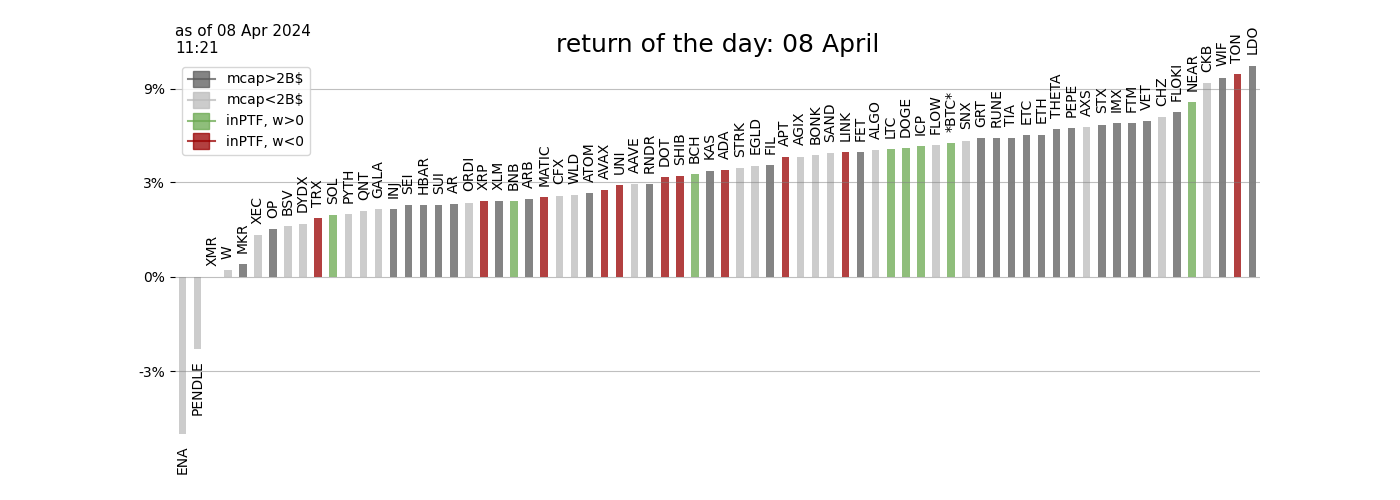 as of 08 Apr 2024
11:21
return of the day: 08 April
mcap>2B$
mcap<2B$
inPTF, w>0
inPTF, w<0
9%
3%
0%
-3%
ENA
PENDLE
XMR
W
MKR
XEC
OP
BSV
DYDX
TRX
SOL
PYTH
QNT
GALA
INJ
SEI
HBAR
SUI
AR
ORDI
XRP
XLM
BNB
ARB
MATIC
CFX
WLD
ATOM
AVAX
UNI
AAVE
RNDR
DOT
SHIB
BCH
KAS
ADA
STRK
EGLD
FIL
APT
AGIX
BONK
SAND
LINK
FET
ALGO
LTC
DOGE
ICP
FLOW
*BTC*
SNX
GRT
RUNE
TIA
ETC
ETH
THETA
PEPE
AXS
STX
IMX
FTM
VET
CHZ
FLOKI
NEAR
CKB
WIF
TON
LDO